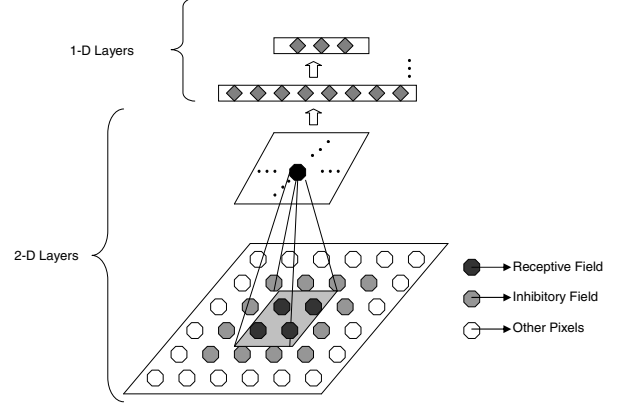 1-D Layers
2-D Layers
Receptive Field
Inhibitory Field
Other Pixels